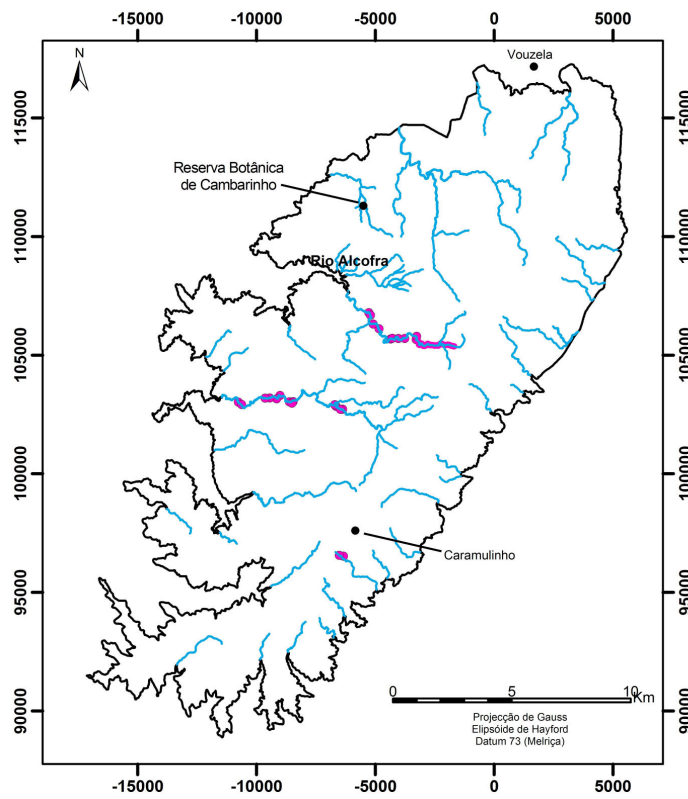 -15000 -10000 -5000 0 5000
N
Vouzela
115000 115000
Reserva Botânica
de Cambarinho
110000 110000
Rio Alcofra
105000 105000
100000 100000
Caramulinho
95000 95000
0 5 10
Km
90000 90000
Projecção de Gauss
Elipsóide de Hayford
Datum 73 (Melriça)
-15000 -10000 -5000 0 5000